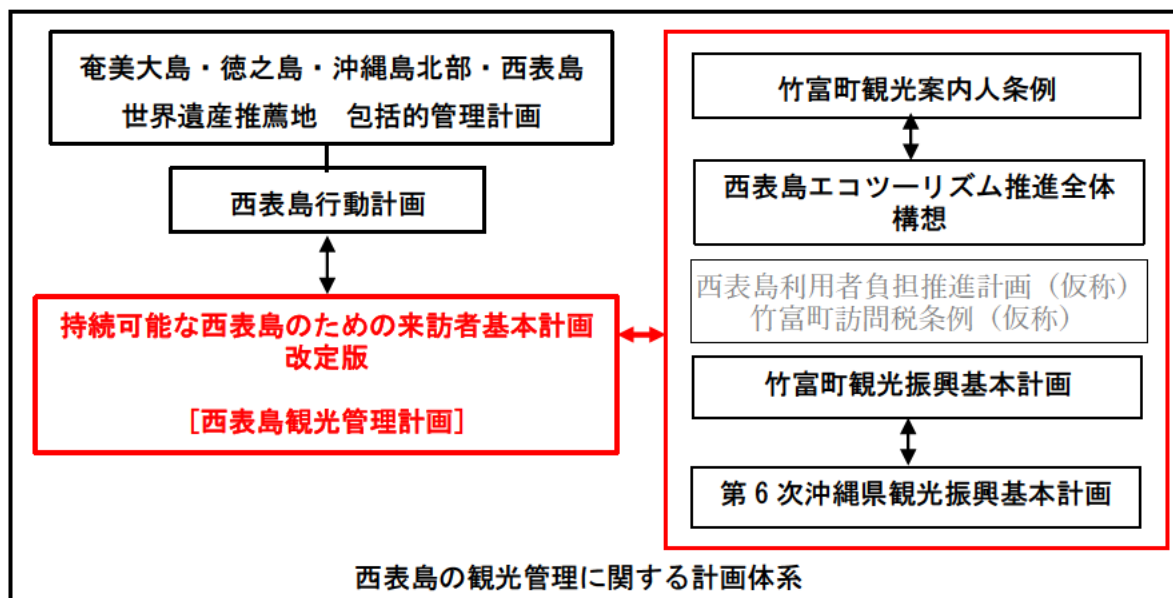 奄美大島・徳之島・沖縄島北部・西表島
世界遺産推薦地　包括的管理計画
西表島行動計画
持続可能な西表島のための来訪者基本計画
改定版
［西表島観光管理計画］
竹富町観光案内人条例
西表島エコツーリズム推進全体
構想
西表島利用者負担推進計画（仮称）
竹富町訪問税条例（仮称）
竹富町観光振興基本計画
第６次沖縄県観光振興基本計画
西表島の観光管理に関する計画体系